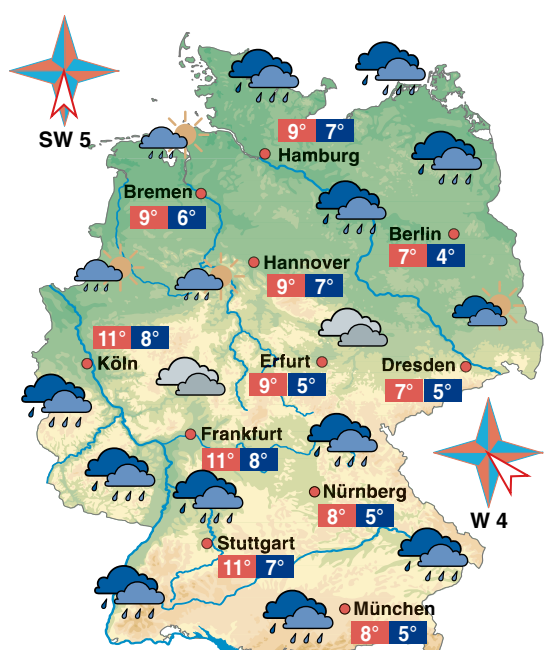 SW 5
9° 7°
Hamburg
Bremen
9° 6°
Berlin
7° 4°
Hannover
9° 7°
11° 8°
Köln
Erfurt
9° 5°
Dresden
7° 5°
Frankfurt
11° 8°
Nürnberg
8° 5°
W 4
Stuttgart
11° 7°
München
8° 5°